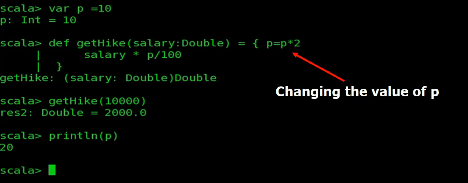 scala> var p =10
p: Int = 10
scala> def getHike(salary:Double) = { p=p*2
| salary * p/100
| }
getHike: (salary: Double)Double
Changing the value of p
scala> getHike(10000)
res2: Double = 2000.0
scala> println(p)
20
scala>